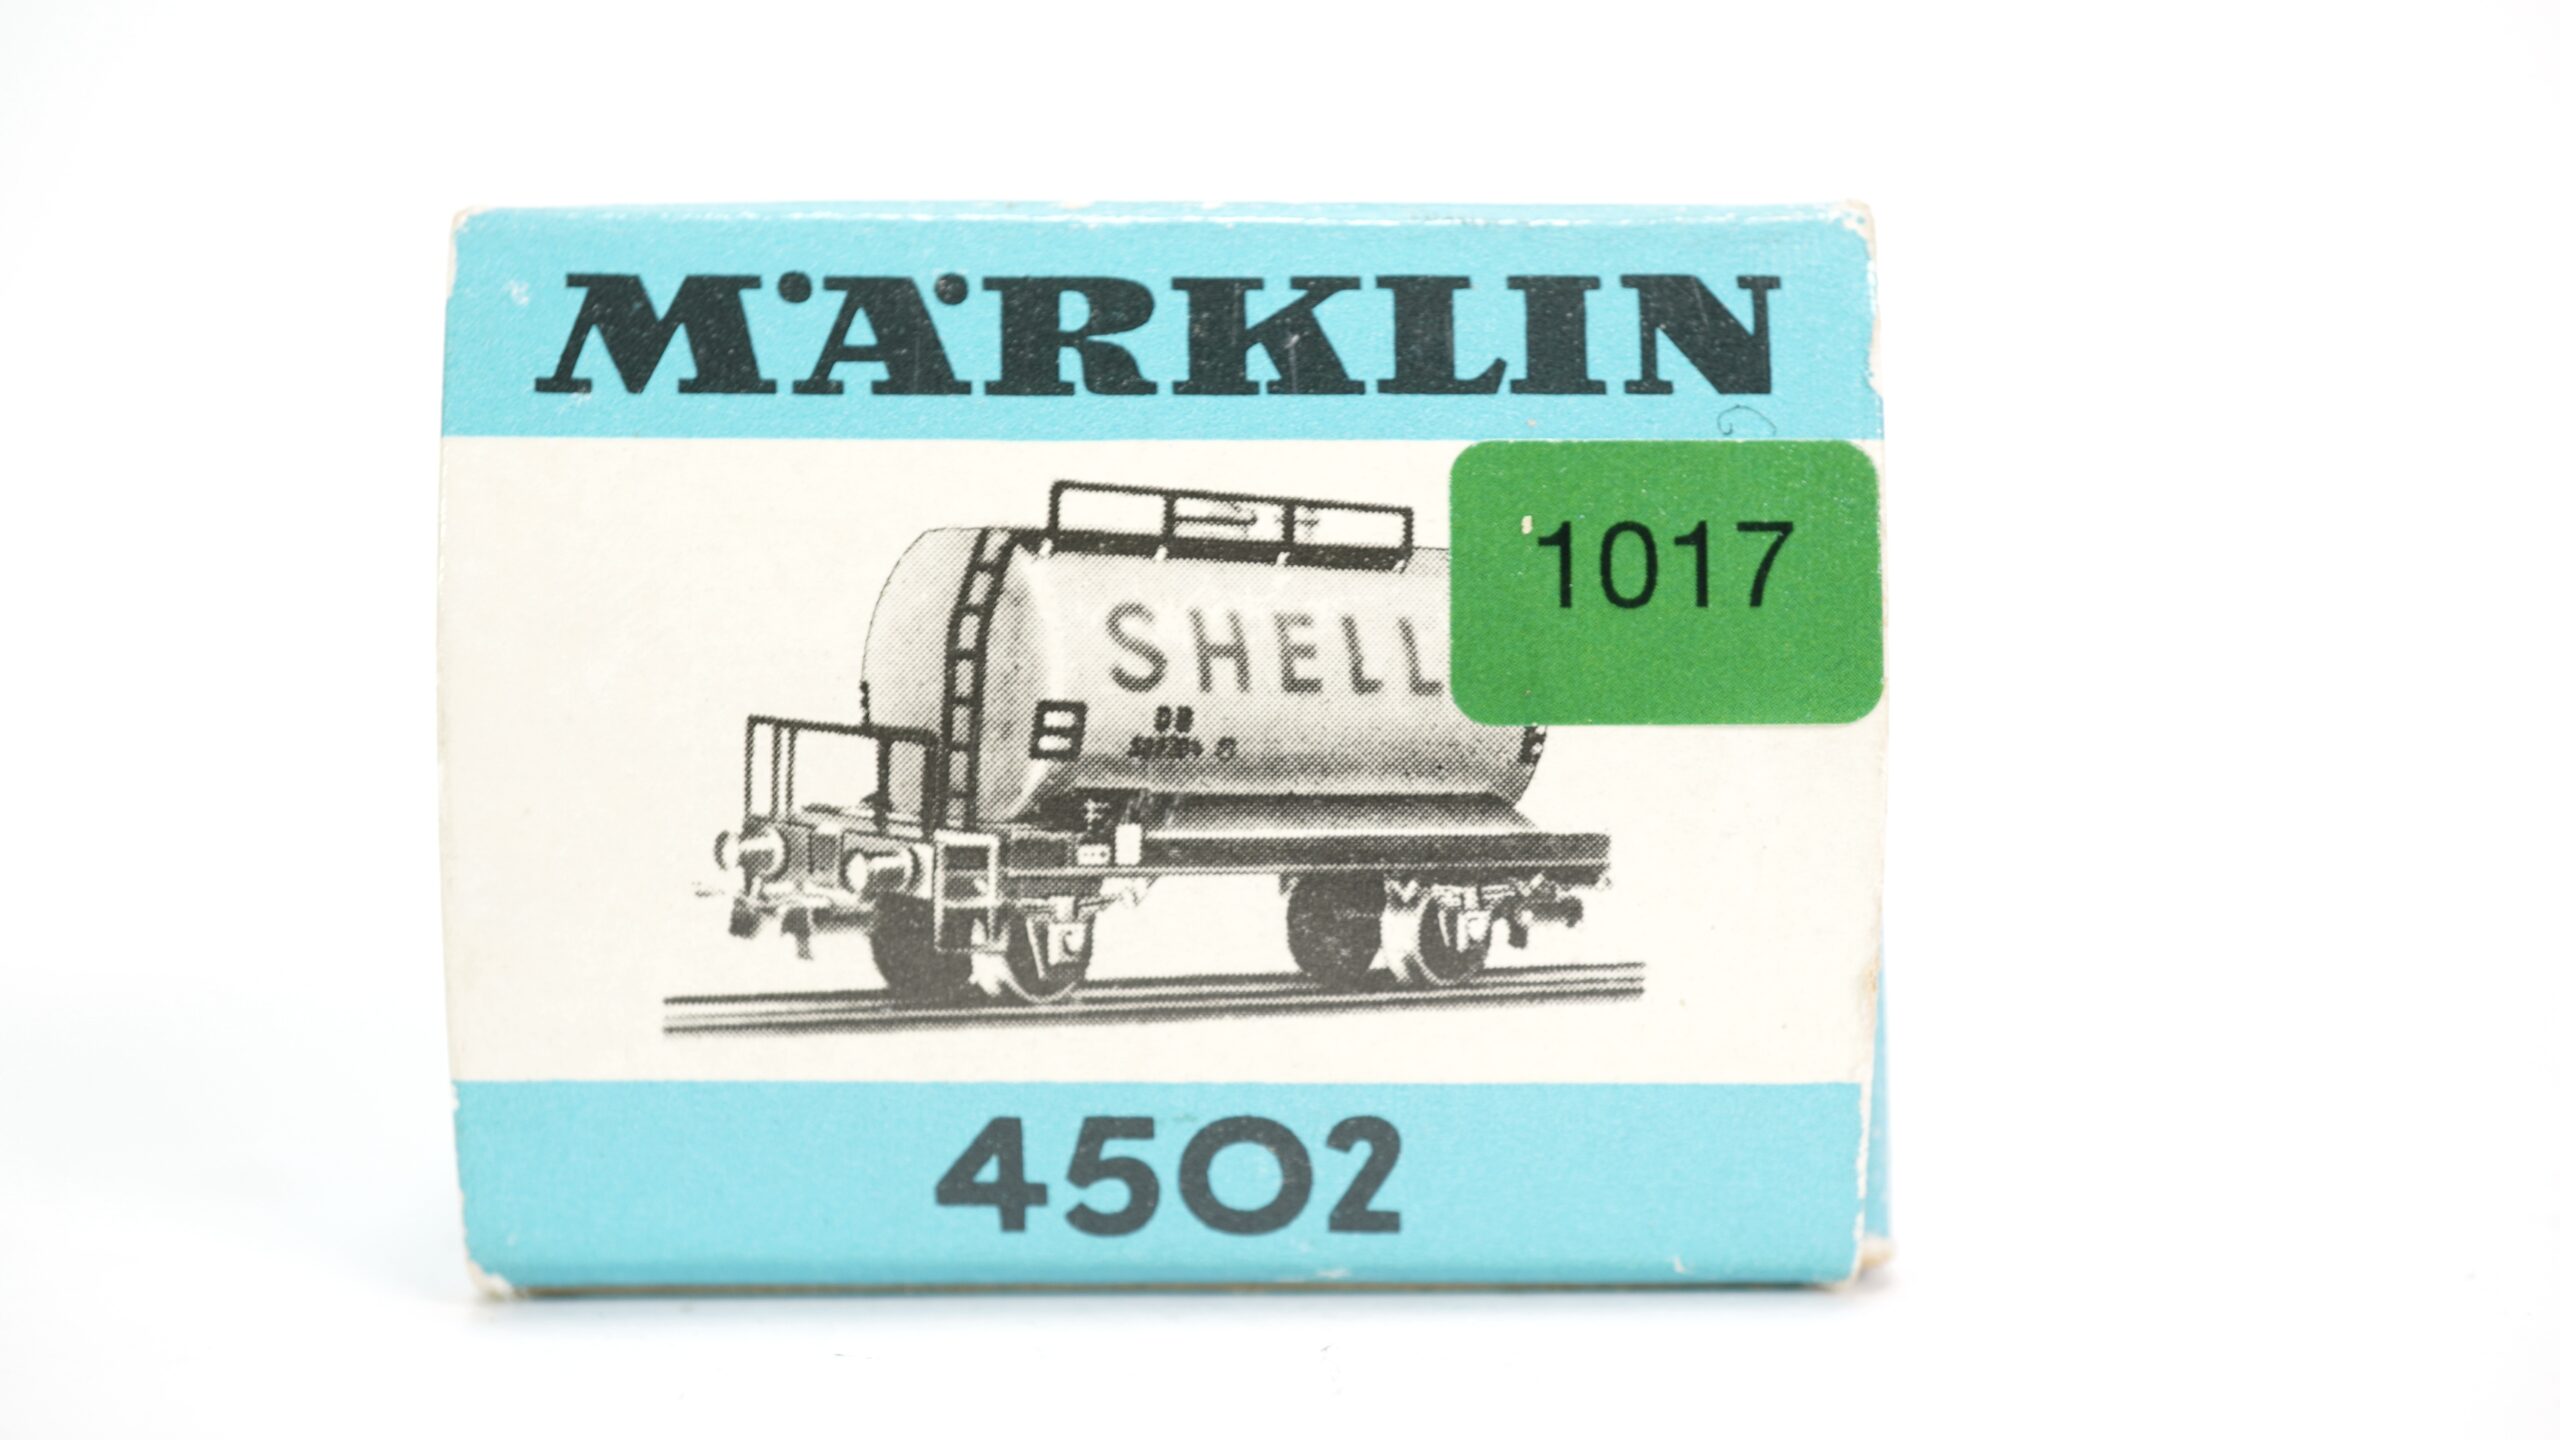 MÄRKLIN
1017
SHELL
DB
4502